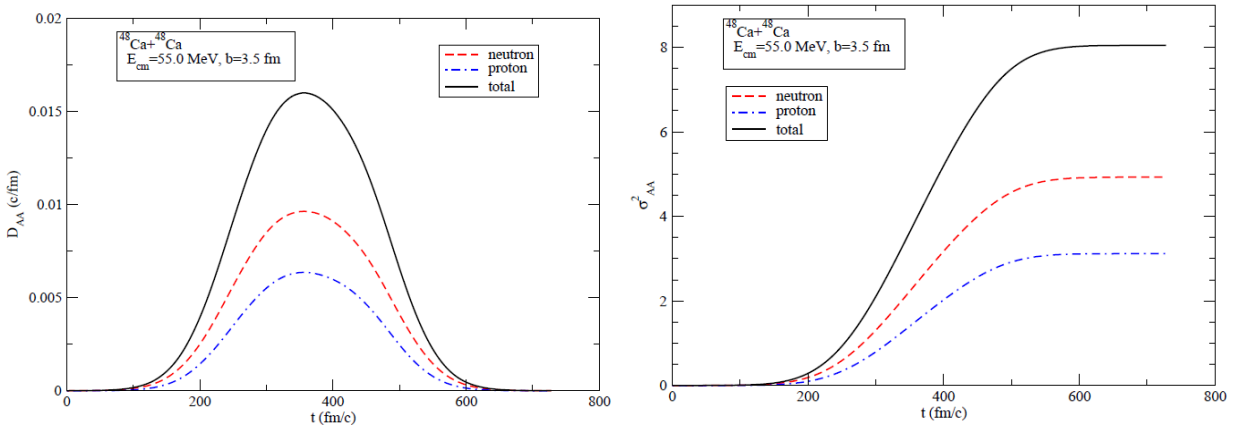 0.02
0.015
0.01
0.005
0
D_AA (c/fm)
⁴⁸Ca+⁴⁸Ca
E_cm=55.0 MeV, b=3.5 fm
neutron
proton
total
0 200 400 600 800
t (fm/c)
8
6
4
2
0
σ²_AA
⁴⁸Ca+⁴⁸Ca
E_cm=55.0 MeV, b=3.5 fm
neutron
proton
total
0 200 400 600 800
t (fm/c)